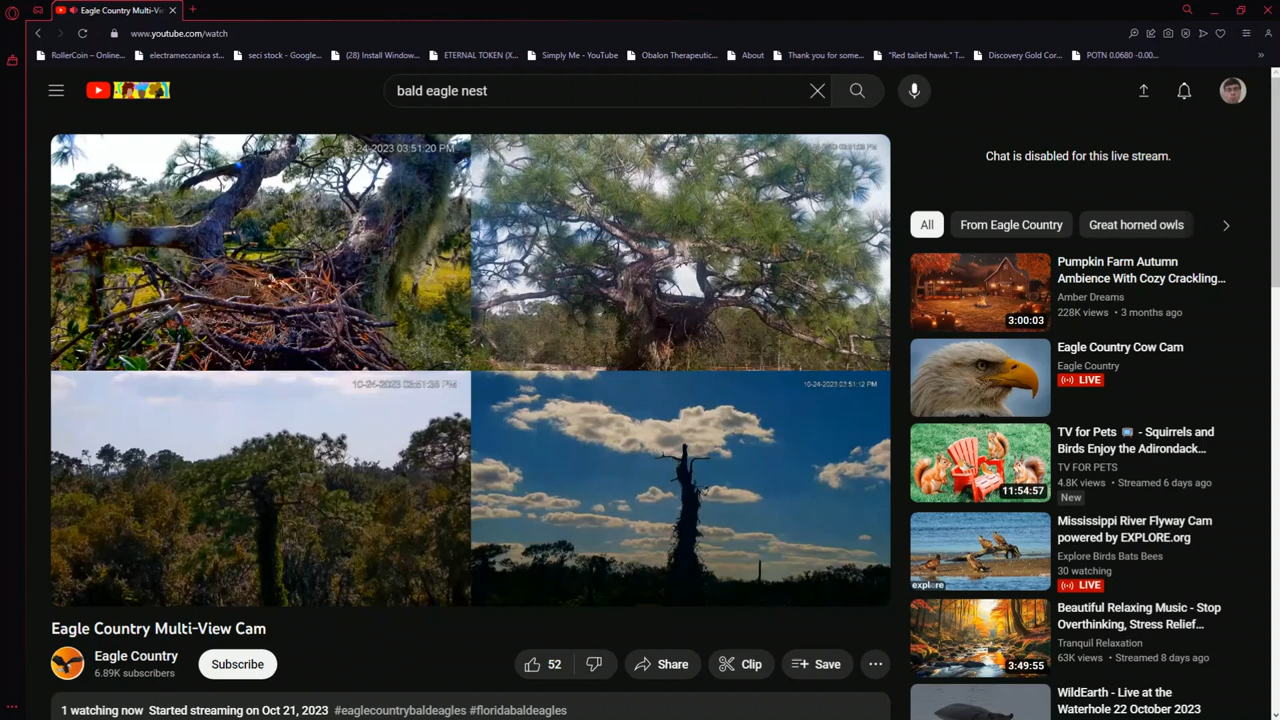 Eagle Country Multi-Vi
www.youtube.com/watch
RollerCoin – Online...
electrameccanica st...
seci stock - Google...
(28) Install Window...
ETERNAL TOKEN (X...
Simply Me - YouTube
Obalon Therapeutic...
About
Thank you for some...
"Red tailed hawk." T...
Discovery Gold Cor...
POTN 0.0680 -0.00...
bald eagle nest
10-24-2023 03:51:20 PM
10-24-2023 03:51:12 PM
Chat is disabled for this live stream.
All
From Eagle Country
Great horned owls
Pumpkin Farm Autumn
Ambience With Cozy Crackling...
Amber Dreams
228K views • 3 months ago
3:00:03
Eagle Country Cow Cam
Eagle Country
LIVE
TV for Pets 📺 - Squirrels and
Birds Enjoy the Adirondack...
TV FOR PETS
4.8K views • Streamed 6 days ago
New
11:54:57
Mississippi River Flyway Cam
powered by EXPLORE.org
Explore Birds Bats Bees
30 watching
LIVE
explore
Beautiful Relaxing Music - Stop
Overthinking, Stress Relief...
Tranquil Relaxation
63K views • Streamed 8 days ago
3:49:55
WildEarth - Live at the
Waterhole 22 October 2023
Eagle Country Multi-View Cam
Eagle Country
6.89K subscribers
Subscribe
52
Share
Clip
Save
1 watching now Started streaming on Oct 21, 2023 #eaglecountrybaldeagles #floridabaldeagles